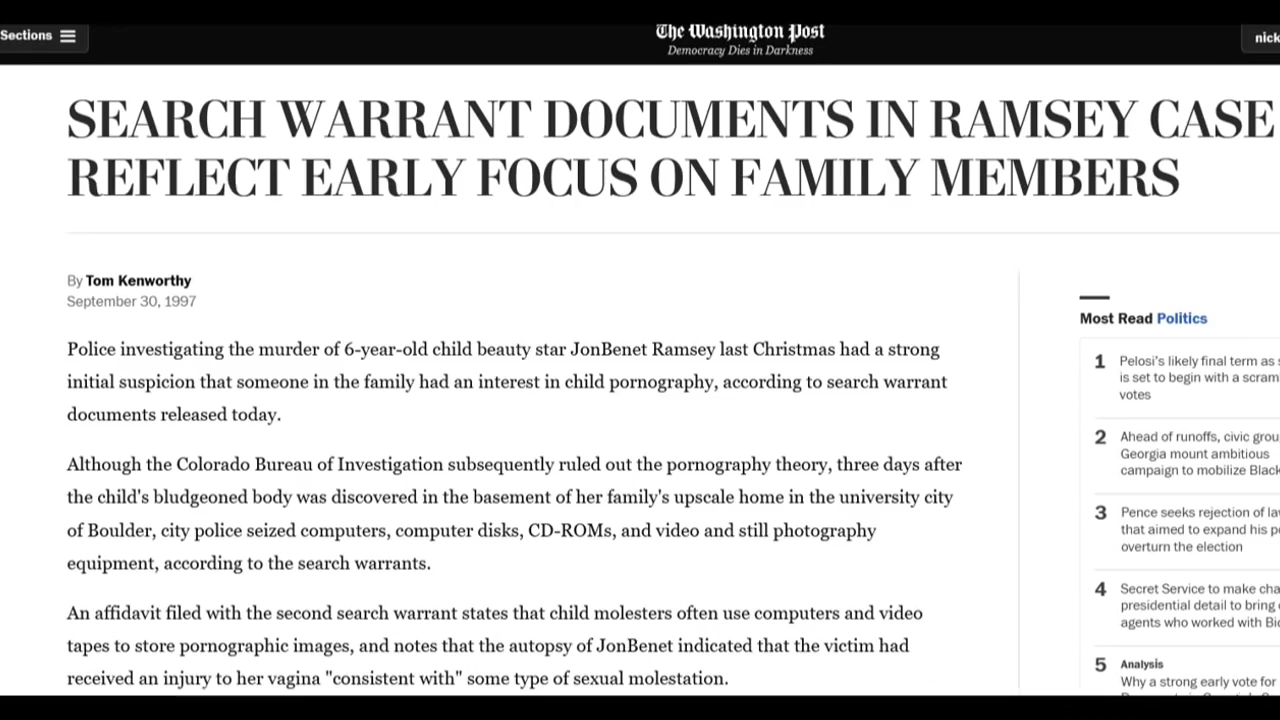 Sections
The Washington Post
Democracy Dies in Darkness
nick
SEARCH WARRANT DOCUMENTS IN RAMSEY CASE
REFLECT EARLY FOCUS ON FAMILY MEMBERS
By Tom Kenworthy
September 30, 1997
Police investigating the murder of 6-year-old child beauty star JonBenet Ramsey last Christmas had a strong
initial suspicion that someone in the family had an interest in child pornography, according to search warrant
documents released today.
Although the Colorado Bureau of Investigation subsequently ruled out the pornography theory, three days after
the child's bludgeoned body was discovered in the basement of her family's upscale home in the university city
of Boulder, city police seized computers, computer disks, CD-ROMs, and video and still photography
equipment, according to the search warrants.
An affidavit filed with the second search warrant states that child molesters often use computers and video
tapes to store pornographic images, and notes that the autopsy of JonBenet indicated that the victim had
received an injury to her vagina "consistent with" some type of sexual molestation.
Most Read Politics
1 Pelosi's likely final term as
is set to begin with a scram
votes
2 Ahead of runoffs, civic grou
Georgia mount ambitious
campaign to mobilize Black
3 Pence seeks rejection of la
that aimed to expand his p
overturn the election
4 Secret Service to make cha
presidential detail to bring
agents who worked with Bi
5 Analysis
Why a strong early vote for